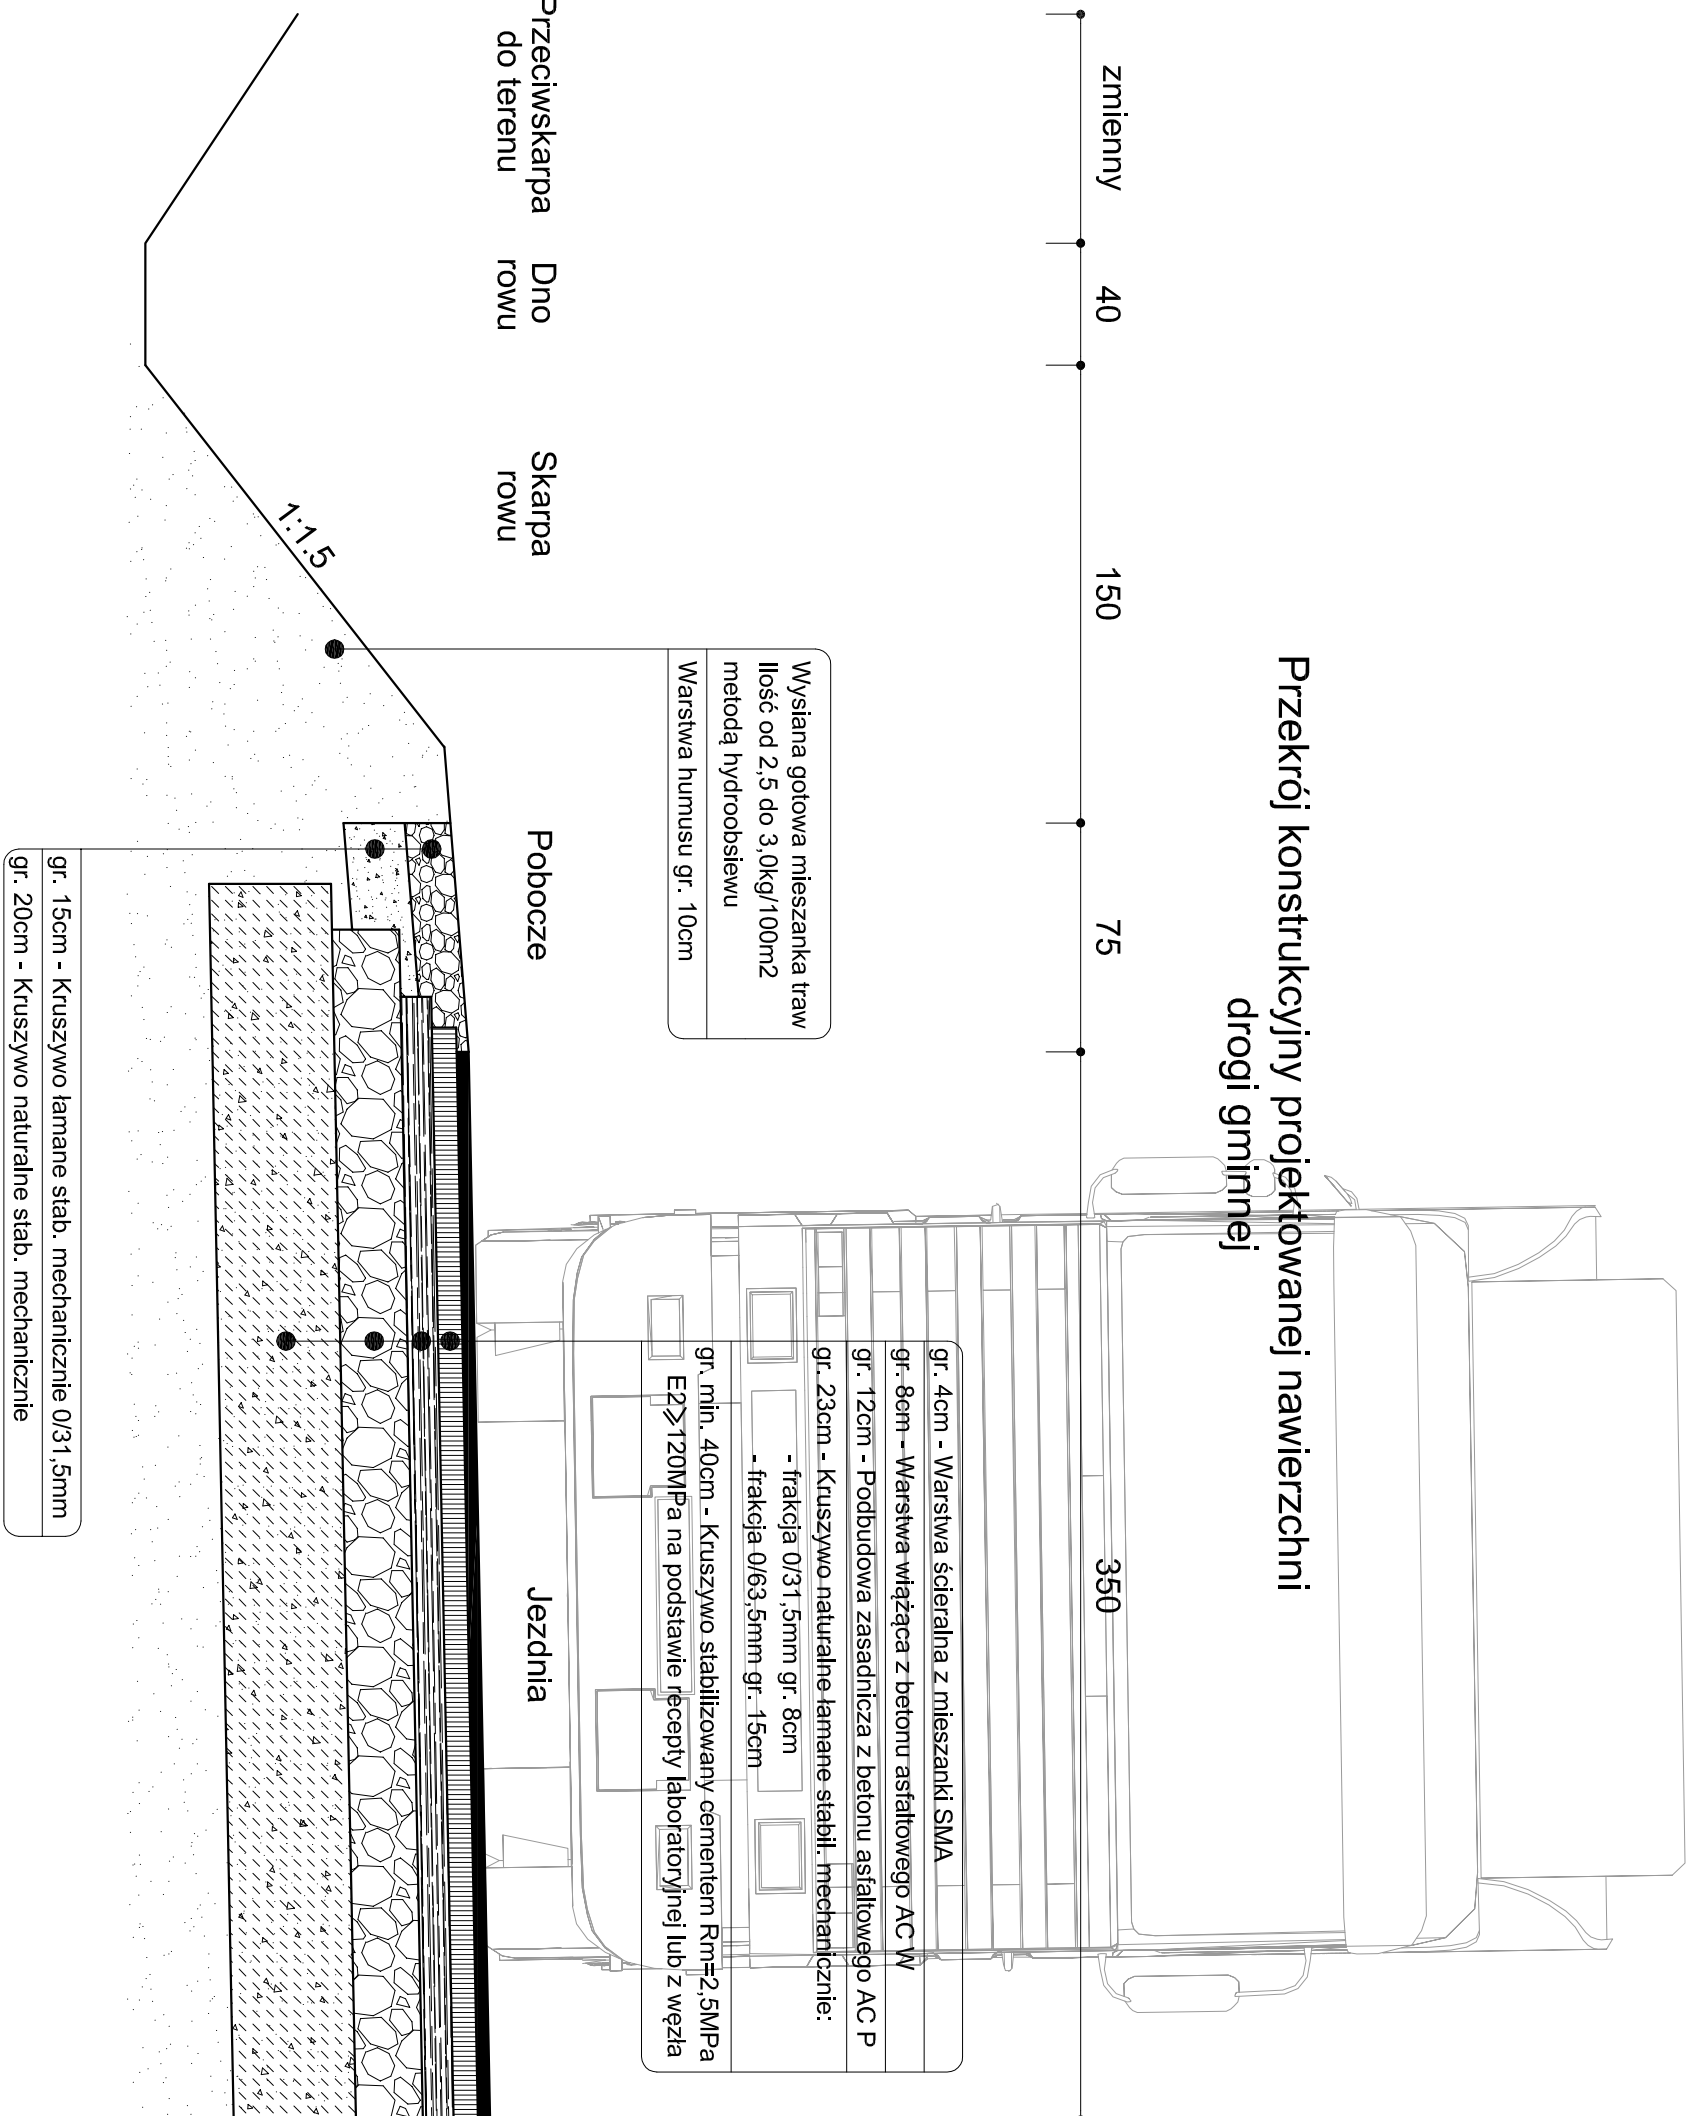 Przekrój konstrukcyjny projektowanej nawierzchni
drogi gminnej
zmienny
40
150
75
350
Wysiana gotowa mieszanka traw
Ilość od 2,5 do 3,0kg/100m2
metodą hydroobsiewu
Warstwa humusu gr. 10cm
gr. 4cm - Warstwa ścieralna z mieszanki SMA
gr. 8cm - Warstwa wiążąca z betonu asfaltowego AC W
gr. 12cm - Podbudowa zasadnicza z betonu asfaltowego AC P
gr. 23cm - Kruszywo naturalne łamane stabil. mechanicznie:
- frakcja 0/31,5mm gr. 8cm
- frakcja 0/63,5mm gr. 15cm
gr. min. 40cm - Kruszywo stabilizowany cementem Rm=2,5MPa
E2⩾120MPa na podstawie recepty laboratoryjnej lub z węzła
Przeciwskarpa
do terenu
Dno
rowu
Skarpa
rowu
Pobocze
Jezdnia
1:1.5
gr. 15cm - Kruszywo łamane stab. mechanicznie 0/31,5mm
gr. 20cm - Kruszywo naturalne stab. mechanicznie